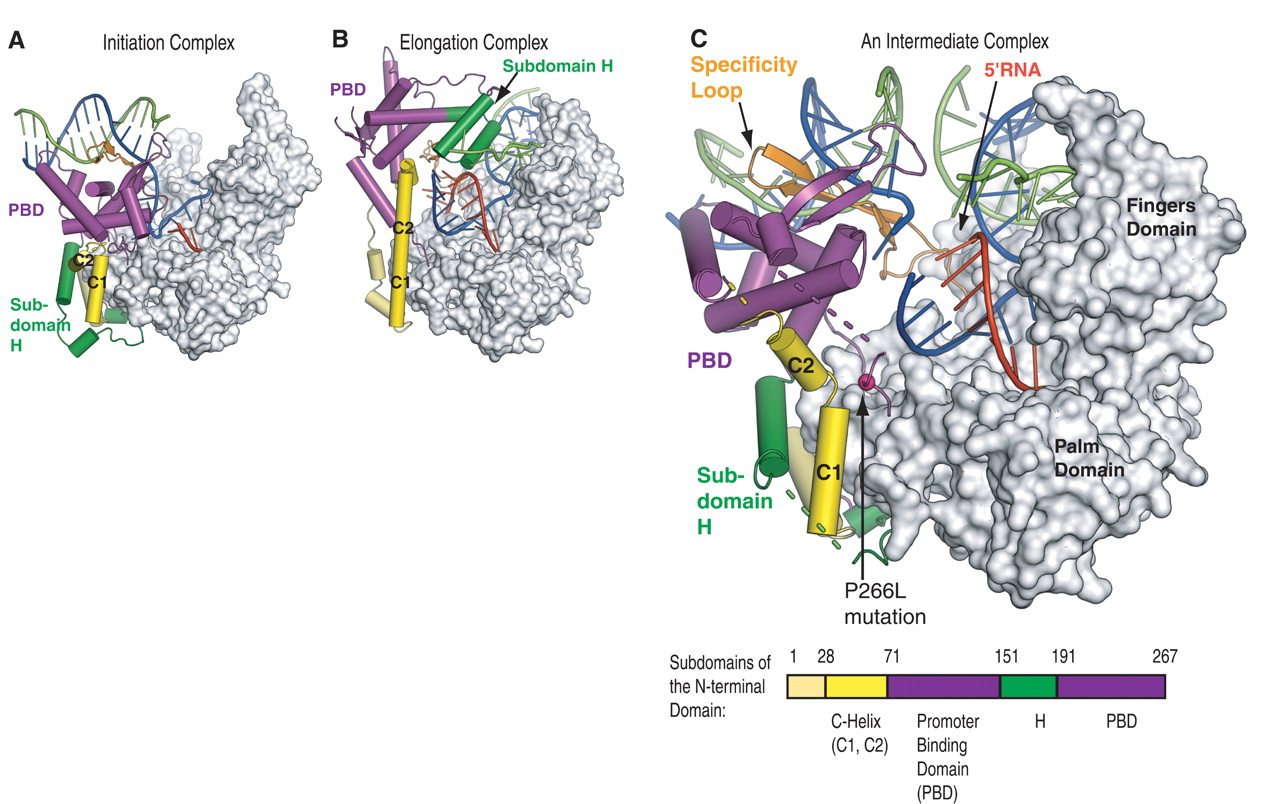 A
Initiation Complex
PBD
C2
C1
Sub-
domain
H
B
Elongation Complex
Subdomain H
PBD
C2
C1
C
An Intermediate Complex
Specificity
Loop
5'RNA
Fingers
Domain
PBD
C2
C1
Palm
Domain
Sub-
domain
H
P266L
mutation
1 28 71 151 191 267
Subdomains of
the N-terminal
Domain:
C-Helix
(C1, C2)
Promoter
Binding
Domain
(PBD)
H
PBD